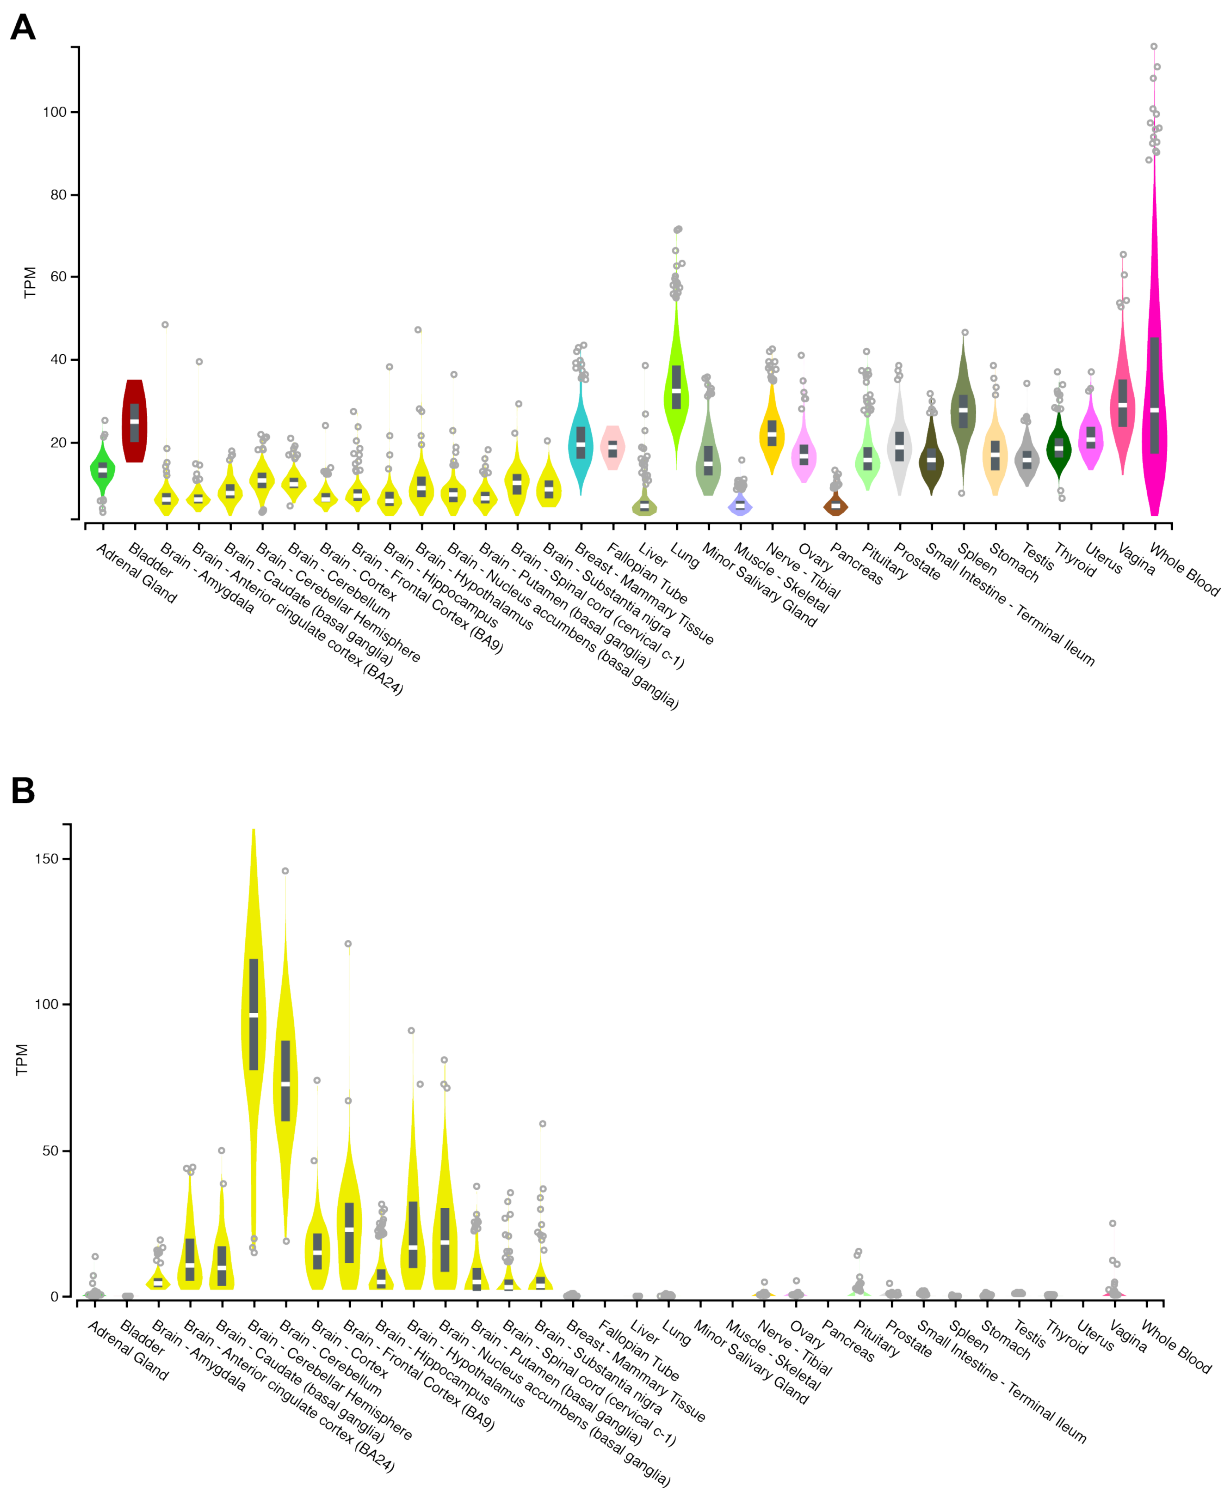 A
TPM
100
80
60
40
20
Adrenal Gland
Bladder
Brain - Amygdala
Brain - Anterior cingulate cortex (BA24)
Brain - Caudate (basal ganglia)
Brain - Cerebellar Hemisphere
Brain - Cerebellum
Brain - Cortex
Brain - Frontal Cortex (BA9)
Brain - Hippocampus
Brain - Hypothalamus
Brain - Nucleus accumbens (basal ganglia)
Brain - Putamen (basal ganglia)
Brain - Spinal cord (cervical c-1)
Brain - Substantia nigra
Breast - Mammary Tissue
Fallopian Tube
Liver
Lung
Minor Salivary Gland
Muscle - Skeletal
Nerve - Tibial
Ovary
Pancreas
Pituitary
Prostate
Small Intestine - Terminal Ileum
Spleen
Stomach
Testis
Thyroid
Uterus
Vagina
Whole Blood
B
TPM
150
100
50
0
Adrenal Gland
Bladder
Brain - Amygdala
Brain - Anterior cingulate cortex (BA24)
Brain - Caudate (basal ganglia)
Brain - Cerebellar Hemisphere
Brain - Cerebellum
Brain - Cortex
Brain - Frontal Cortex (BA9)
Brain - Hippocampus
Brain - Hypothalamus
Brain - Nucleus accumbens (basal ganglia)
Brain - Putamen (basal ganglia)
Brain - Spinal cord (cervical c-1)
Brain - Substantia nigra
Breast - Mammary Tissue
Fallopian Tube
Liver
Lung
Minor Salivary Gland
Muscle - Skeletal
Nerve - Tibial
Ovary
Pancreas
Pituitary
Prostate
Small Intestine - Terminal Ileum
Spleen
Stomach
Testis
Thyroid
Uterus
Vagina
Whole Blood